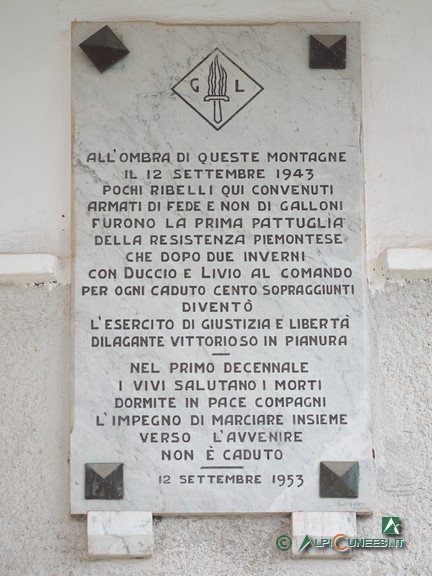 G L
ALL'OMBRA DI QUESTE MONTAGNE
IL 12 SETTEMBRE 1943
POCHI RIBELLI QUI CONVENUTI
ARMATI DI FEDE E NON DI GALLONI
FURONO LA PRIMA PATTUGLIA
DELLA RESISTENZA PIEMONTESE
CHE DOPO DUE INVERNI
CON DUCCIO E LIVIO AL COMANDO
PER OGNI CADUTO CENTO SOPRAGGIUNTI
DIVENTÒ
L'ESERCITO DI GIUSTIZIA E LIBERTÀ
DILAGANTE VITTORIOSO IN PIANURA
NEL PRIMO DECENNALE
I VIVI SALUTANO I MORTI
DORMITE IN PACE COMPAGNI
L'IMPEGNO DI MARCIARE INSIEME
VERSO L'AVVENIRE
NON È CADUTO
12 SETTEMBRE 1953
© ALPICUNEESI.IT